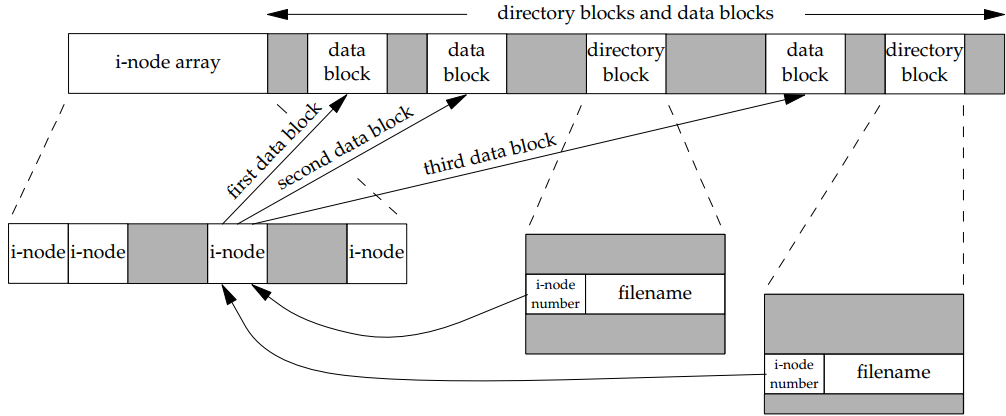 directory blocks and data blocks
i-node array
data
block
data
block
directory
block
data
block
directory
block
first data block
second data block
third data block
i-node
i-node
i-node
i-node
i-node
number
filename
i-node
number
filename